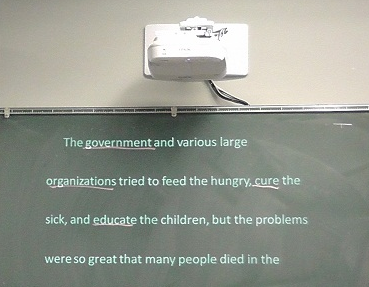 The government and various large
organizations tried to feed the hungry, cure the
sick, and educate the children, but the problems
were so great that many people died in the